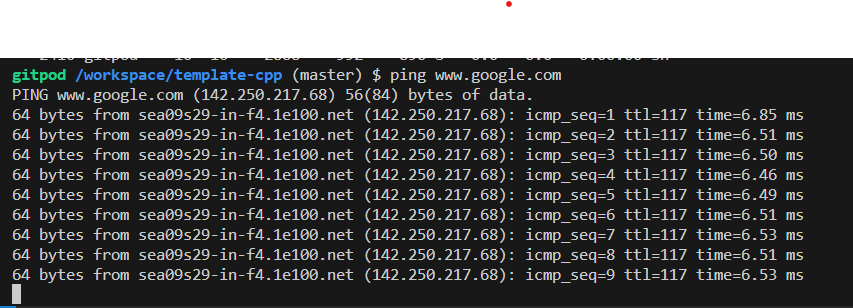 gitpod /workspace/template-cpp (master) $ ping www.google.com
PING www.google.com (142.250.217.68) 56(84) bytes of data.
64 bytes from sea09s29-in-f4.1e100.net (142.250.217.68): icmp_seq=1 ttl=117 time=6.85 ms
64 bytes from sea09s29-in-f4.1e100.net (142.250.217.68): icmp_seq=2 ttl=117 time=6.51 ms
64 bytes from sea09s29-in-f4.1e100.net (142.250.217.68): icmp_seq=3 ttl=117 time=6.50 ms
64 bytes from sea09s29-in-f4.1e100.net (142.250.217.68): icmp_seq=4 ttl=117 time=6.46 ms
64 bytes from sea09s29-in-f4.1e100.net (142.250.217.68): icmp_seq=5 ttl=117 time=6.49 ms
64 bytes from sea09s29-in-f4.1e100.net (142.250.217.68): icmp_seq=6 ttl=117 time=6.51 ms
64 bytes from sea09s29-in-f4.1e100.net (142.250.217.68): icmp_seq=7 ttl=117 time=6.53 ms
64 bytes from sea09s29-in-f4.1e100.net (142.250.217.68): icmp_seq=8 ttl=117 time=6.51 ms
64 bytes from sea09s29-in-f4.1e100.net (142.250.217.68): icmp_seq=9 ttl=117 time=6.53 ms